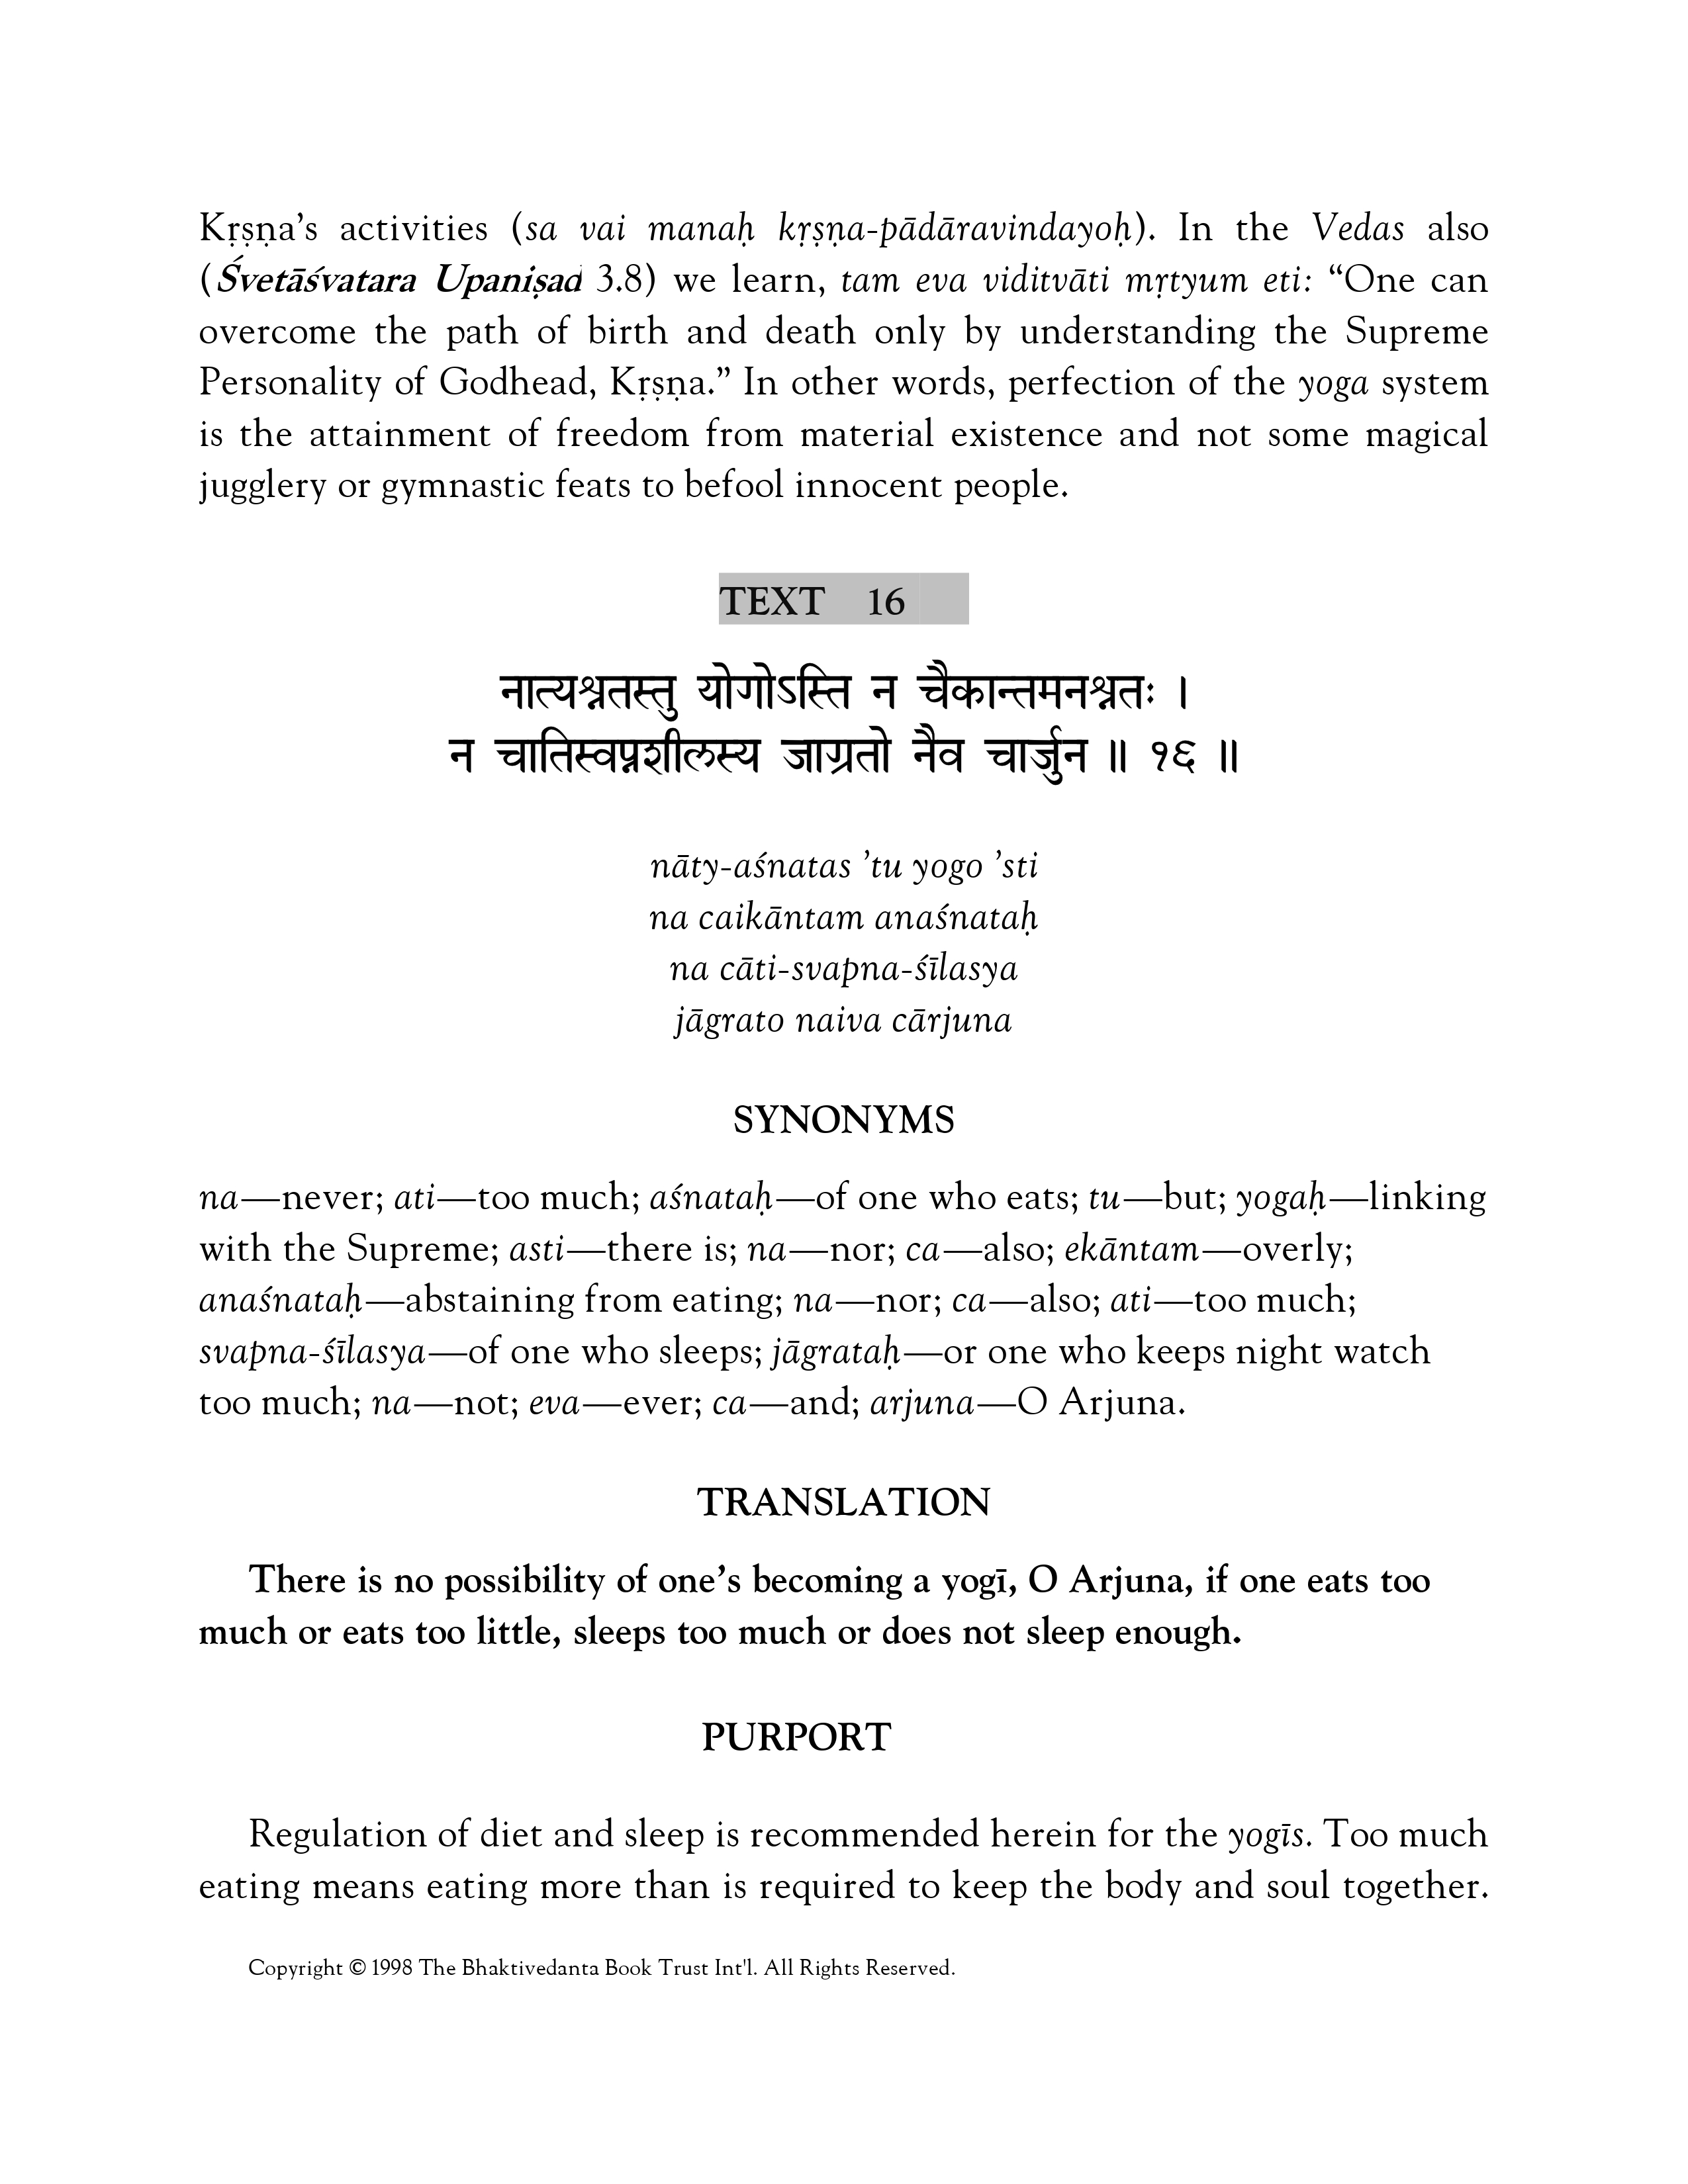 Kṛṣṇa’s activities (sa vai manaḥ kṛṣṇa-pādāravindayoḥ). In the Vedas also
(Śvetāśvatara Upaniṣad 3.8) we learn, tam eva viditvāti mṛtyum eti: “One can
overcome the path of birth and death only by understanding the Supreme
Personality of Godhead, Kṛṣṇa.” In other words, perfection of the yoga system
is the attainment of freedom from material existence and not some magical
jugglery or gymnastic feats to befool innocent people.
TEXT 16
नात्यश्नतस्तु योगोऽस्ति न चैकान्तमनश्नतः ।
न चातिस्वप्नशीलस्य जाग्रतो नैव चार्जुन ॥ १६ ॥
nāty-aśnatas ’tu yogo ’sti
na caikāntam anaśnataḥ
na cāti-svapna-śīlasya
jāgrato naiva cārjuna
SYNONYMS
na—never; ati—too much; aśnataḥ—of one who eats; tu—but; yogaḥ—linking
with the Supreme; asti—there is; na—nor; ca—also; ekāntam—overly;
anaśnataḥ—abstaining from eating; na—nor; ca—also; ati—too much;
svapna-śīlasya—of one who sleeps; jāgrataḥ—or one who keeps night watch
too much; na—not; eva—ever; ca—and; arjuna—O Arjuna.
TRANSLATION
There is no possibility of one’s becoming a yogī, O Arjuna, if one eats too
much or eats too little, sleeps too much or does not sleep enough.
PURPORT
Regulation of diet and sleep is recommended herein for the yogīs. Too much
eating means eating more than is required to keep the body and soul together.
Copyright © 1998 The Bhaktivedanta Book Trust Int'l. All Rights Reserved.